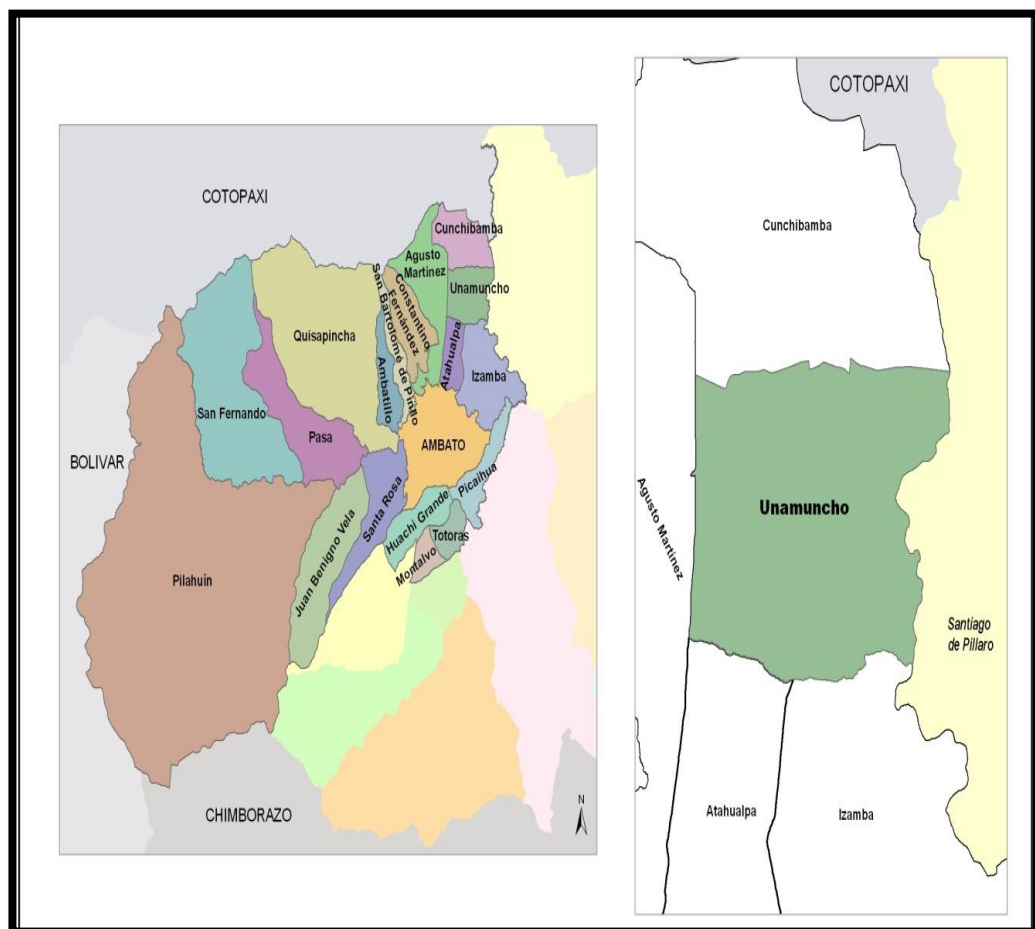 COTOPAXI
Cunchibamba
Agusto
Martinez
Unamuncho
Constantino
Fernández
San Bartolomé de Pinllo
Ambatillo
Atahualpa
Izamba
Quisapincha
San Fernando
Pasa
AMBATO
Picaihua
BOLIVAR
Santa Rosa
Huachi Grande
Totoras
Montalvo
Juan Benigno Vela
Pilahuín
CHIMBORAZO
N
COTOPAXI
Cunchibamba
Agusto Martinez
Unamuncho
Santiago
de Pillaro
Atahualpa
Izamba